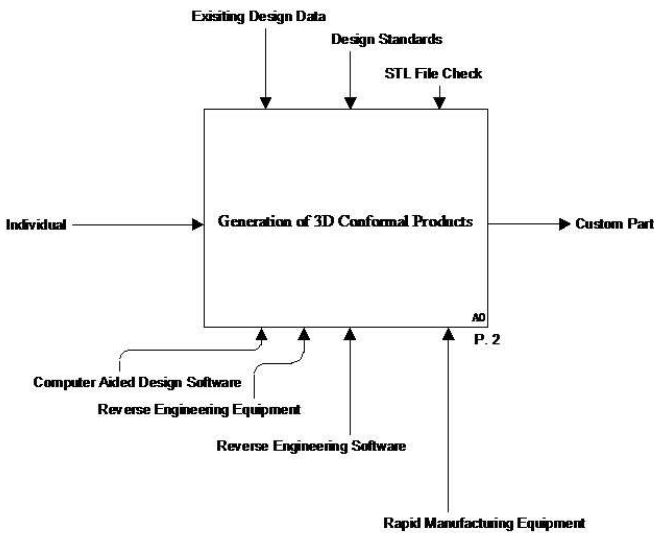 Exisiting Design Data
Design Standards
STL File Check
Individual
Generation of 3D Conformal Products
Custom Part
A0
P. 2
Computer Aided Design Software
Reverse Engineering Equipment
Reverse Engineering Software
Rapid Manufacturing Equipment